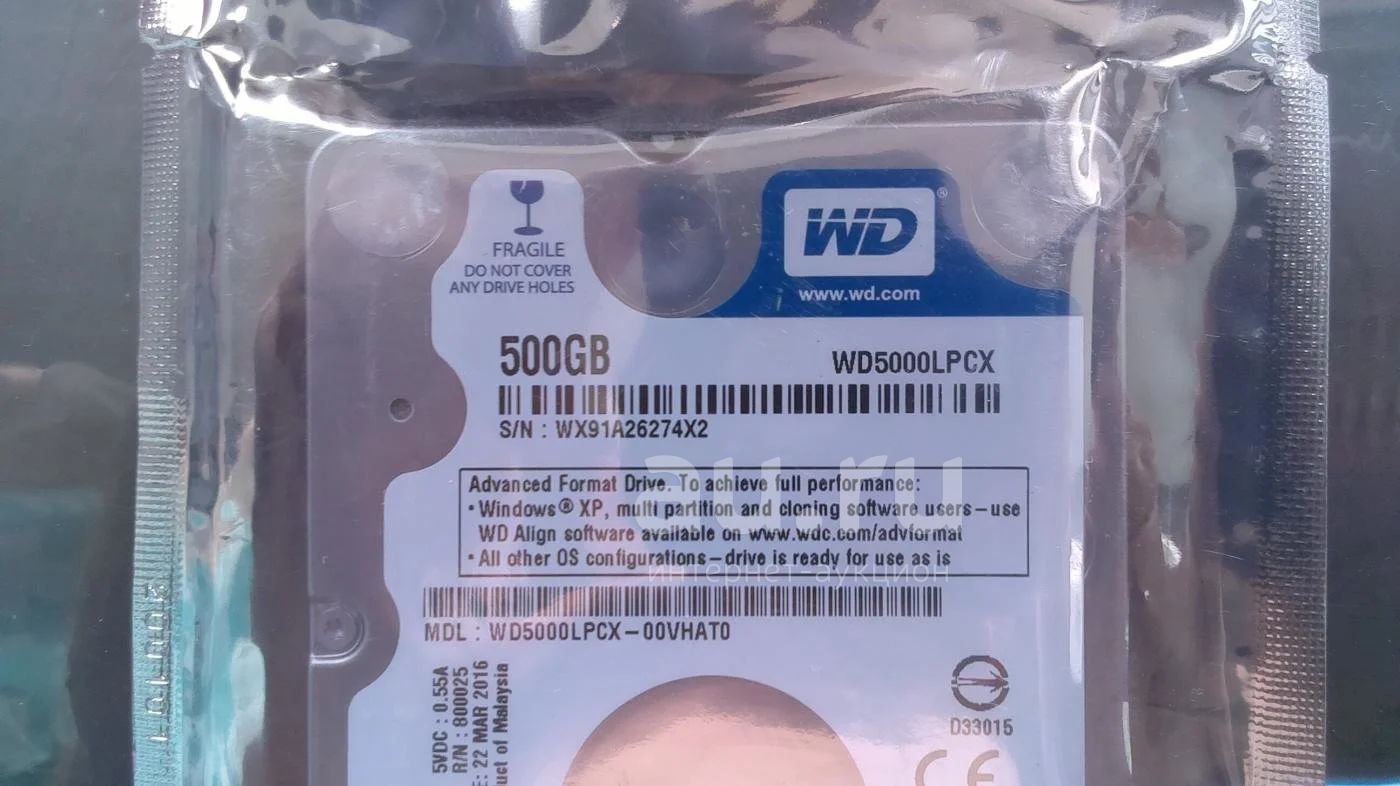 FRAGILE
DO NOT COVER
ANY DRIVE HOLES
WD®
www.wd.com
500GB
WD5000LPCX
S/N : WX91A26274X2
Advanced Format Drive. To achieve full performance:
•Windows® XP, multi partition and cloning software users–use
WD Align software available on www.wdc.com/advformat
•All other OS configurations–drive is ready for use as is
au.ru
интернет-аукцион
MDL : WD5000LPCX–00VHAT0
5VDC : 0.55A
R/N : 800025
E: 22 MAR 2016
uct of Malaysia
D33015
CE